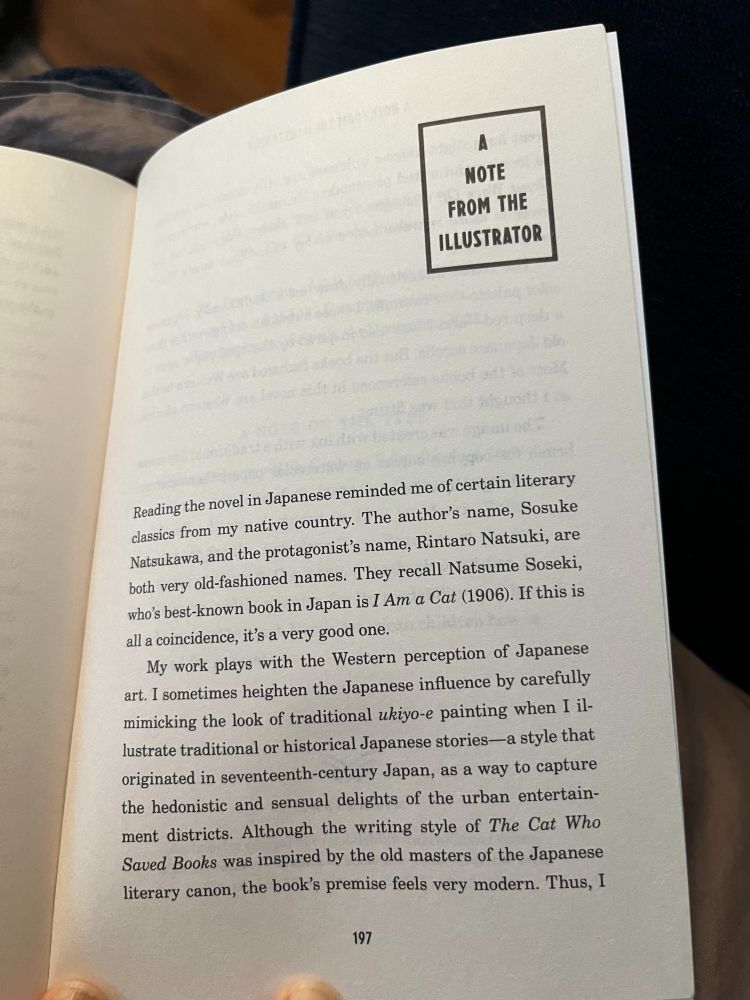 A
NOTE
FROM THE
ILLUSTRATOR
Reading the novel in Japanese reminded me of certain literary
classics from my native country. The author's name, Sosuke
Natsukawa, and the protagonist's name, Rintaro Natsuki, are
both very old-fashioned names. They recall Natsume Soseki,
who's best-known book in Japan is I Am a Cat (1906). If this is
all a coincidence, it's a very good one.
My work plays with the Western perception of Japanese
art. I sometimes heighten the Japanese influence by carefully
mimicking the look of traditional ukiyo-e painting when I il-
lustrate traditional or historical Japanese stories—a style that
originated in seventeenth-century Japan, as a way to capture
the hedonistic and sensual delights of the urban entertain-
ment districts. Although the writing style of The Cat Who
Saved Books was inspired by the old masters of the Japanese
literary canon, the book's premise feels very modern. Thus, I
197